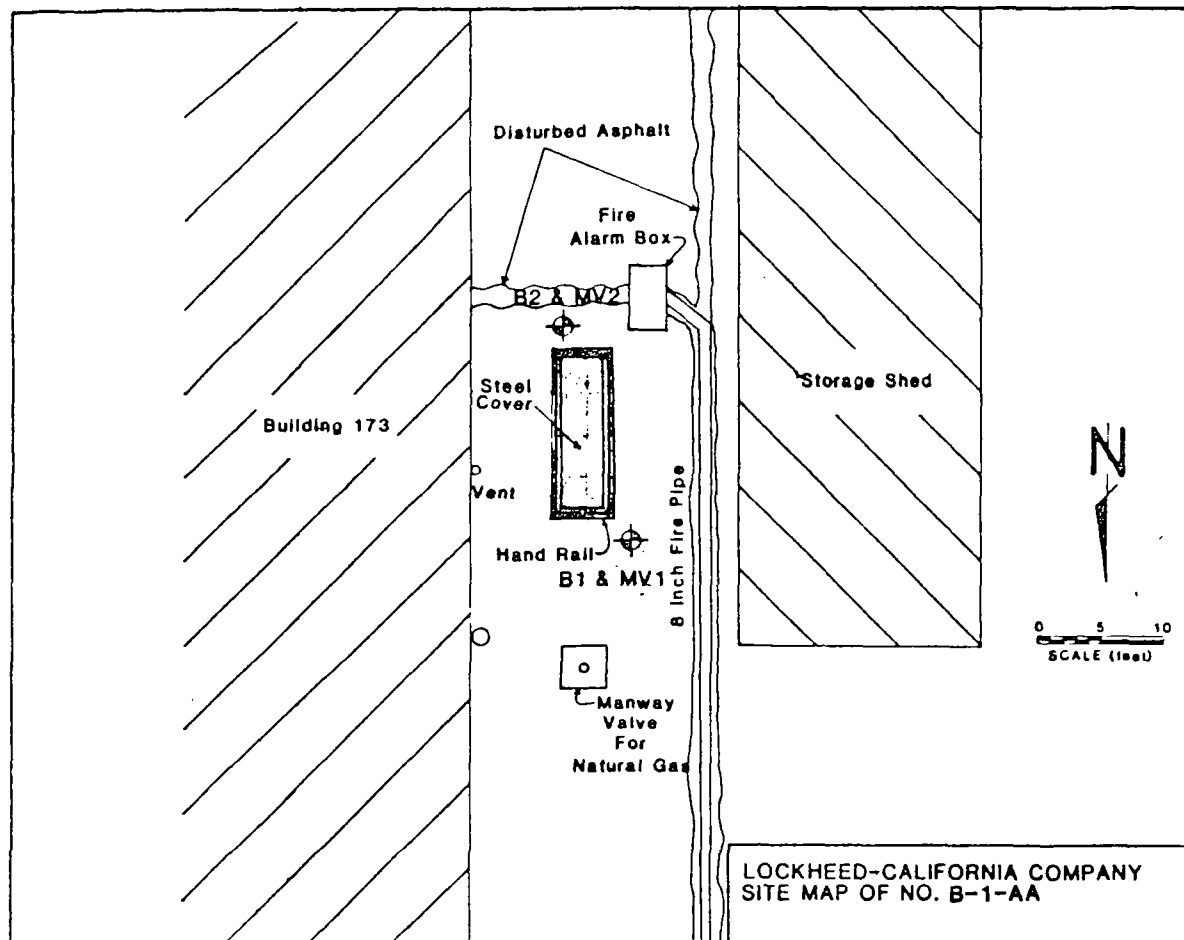 Disturbed Asphalt
Fire
Alarm Box
B2 & MV2
Steel
Cover
Storage Shed
Building 173
N
Vent
8 Inch Fire Pipe
Hand Rail
B1 & MV1
0 5 10
SCALE (feet)
Manway
Valve
For
Natural Gas
LOCKHEED-CALIFORNIA COMPANY
SITE MAP OF NO. B-1-AA